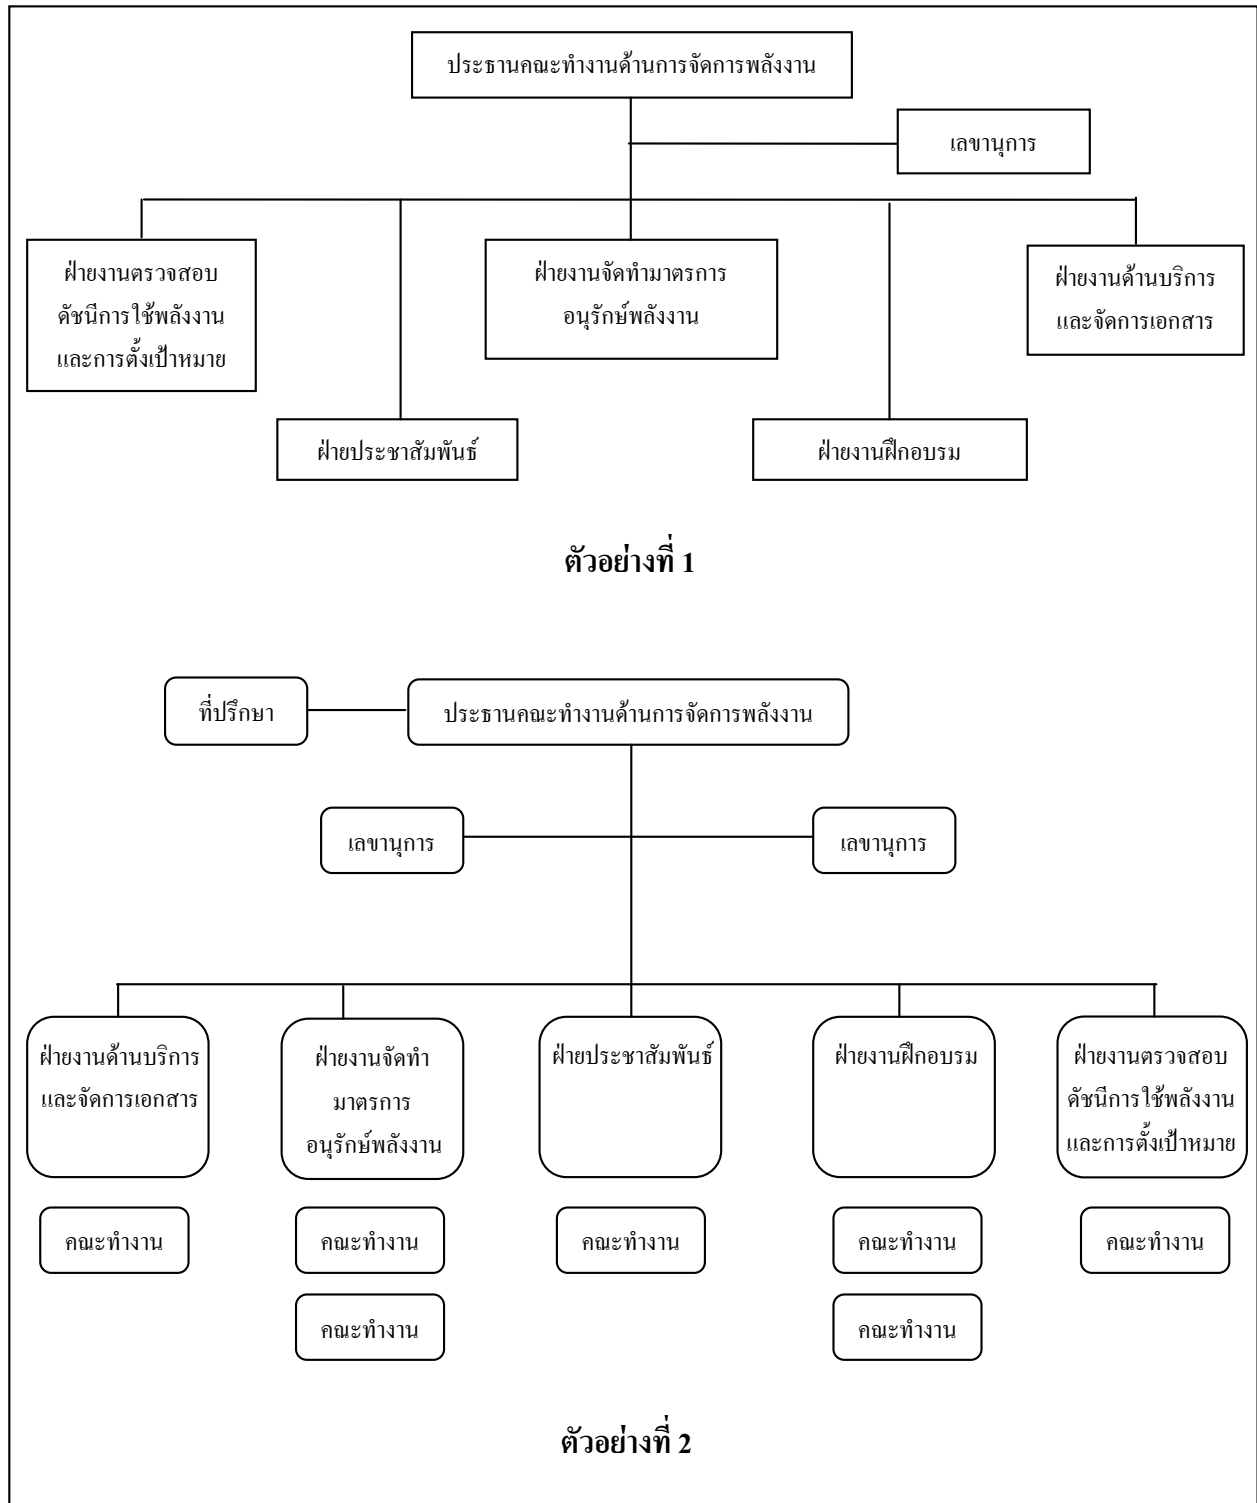 ประธานคณะทำงานด้านการจัดการพลังงาน
เลขานุการ
ฝ่ายงานตรวจสอบ
ดัชนีการใช้พลังงาน
และการตั้งเป้าหมาย
ฝ่ายงานจัดทำมาตรการ
อนุรักษ์พลังงาน
ฝ่ายงานด้านบริการ
และจัดการเอกสาร
ฝ่ายประชาสัมพันธ์
ฝ่ายงานฝึกอบรม
ตัวอย่างที่ 1
ที่ปรึกษา
ประธานคณะทำงานด้านการจัดการพลังงาน
เลขานุการ
เลขานุการ
ฝ่ายงานด้านบริการ
และจัดการเอกสาร
ฝ่ายงานจัดทำ
มาตรการ
อนุรักษ์พลังงาน
ฝ่ายประชาสัมพันธ์
ฝ่ายงานฝึกอบรม
ฝ่ายงานตรวจสอบ
ดัชนีการใช้พลังงาน
และการตั้งเป้าหมาย
คณะทำงาน
คณะทำงาน
คณะทำงาน
คณะทำงาน
คณะทำงาน
คณะทำงาน
คณะทำงาน
ตัวอย่างที่ 2